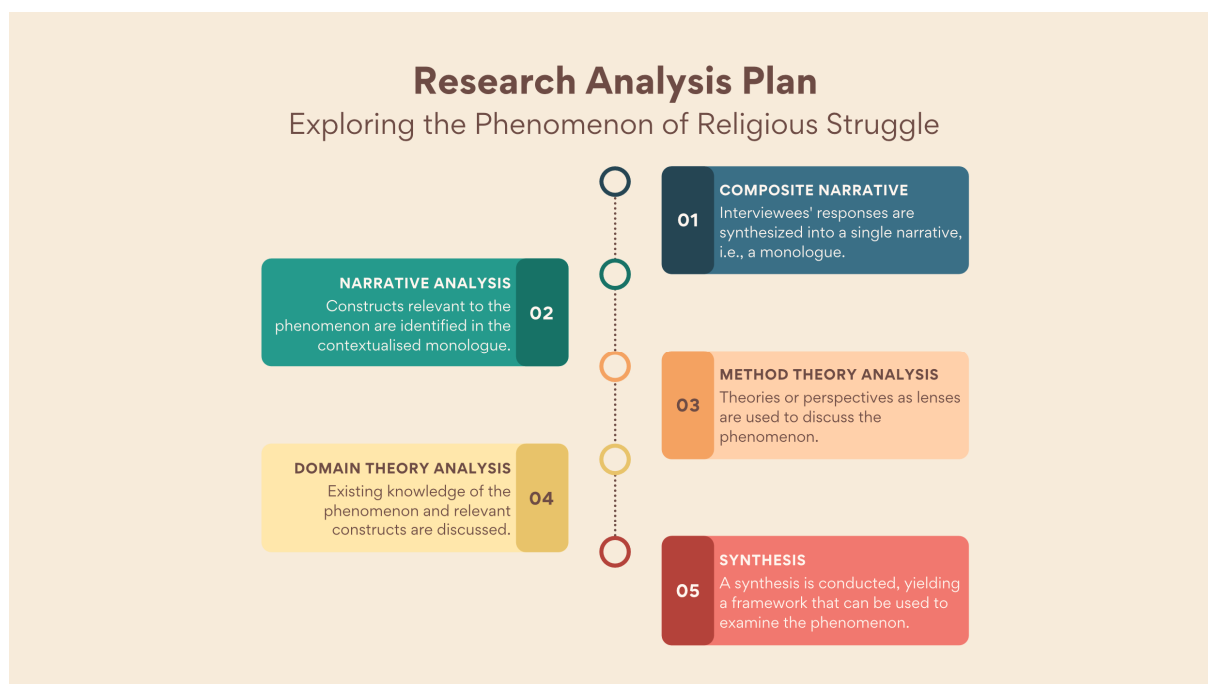 Research Analysis Plan
Exploring the Phenomenon of Religious Struggle
01
COMPOSITE NARRATIVE
Interviewees' responses are
synthesized into a single narrative,
i.e., a monologue.
NARRATIVE ANALYSIS
Constructs relevant to the
phenomenon are identified in the
contextualised monologue.
02
03
METHOD THEORY ANALYSIS
Theories or perspectives as lenses
are used to discuss the
phenomenon.
DOMAIN THEORY ANALYSIS
Existing knowledge of the
phenomenon and relevant
constructs are discussed.
04
05
SYNTHESIS
A synthesis is conducted, yielding
a framework that can be used to
examine the phenomenon.